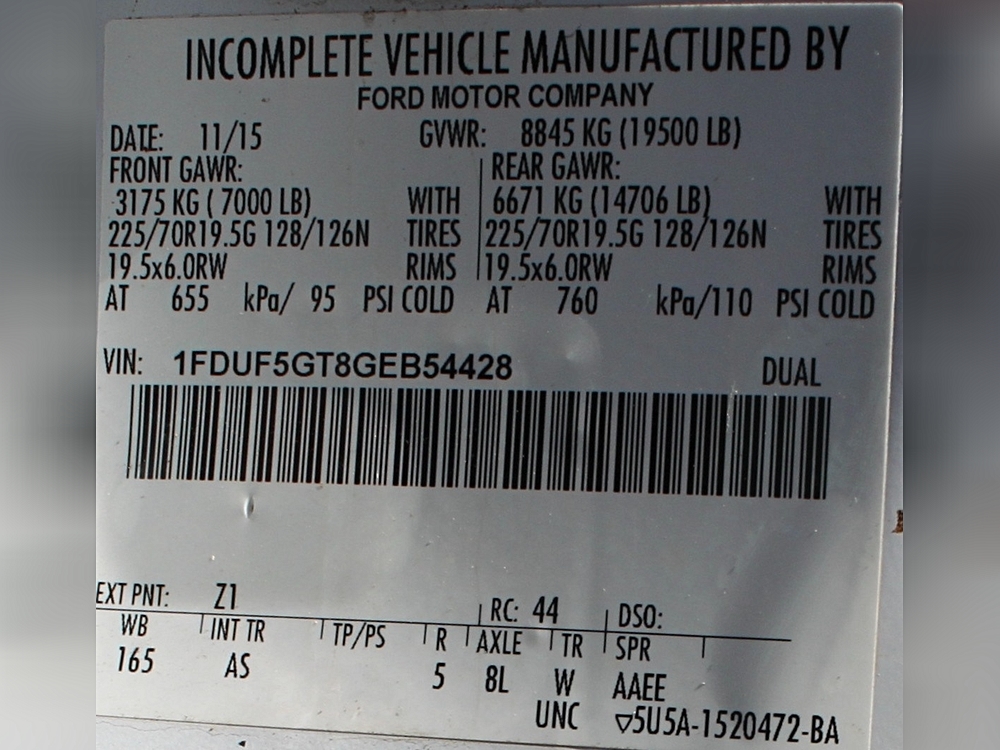 INCOMPLETE VEHICLE MANUFACTURED BY
FORD MOTOR COMPANY
DATE: 11/15 GVWR: 8845 KG (19500 LB)
FRONT GAWR: REAR GAWR:
3175 KG ( 7000 LB) WITH 6671 KG (14706 LB) WITH
225/70R19.5G 128/126N TIRES 225/70R19.5G 128/126N TIRES
19.5x6.0RW RIMS 19.5x6.0RW RIMS
AT 655 kPa/ 95 PSI COLD AT 760 kPa/110 PSI COLD
VIN: 1FDUF5GT8GEB54428 DUAL
EXT PNT: Z1 RC: 44 DSO:
WB INT TR TP/PS R AXLE TR SPR
165 AS 5 8L W AAEE
UNC ▽5U5A-1520472-BA